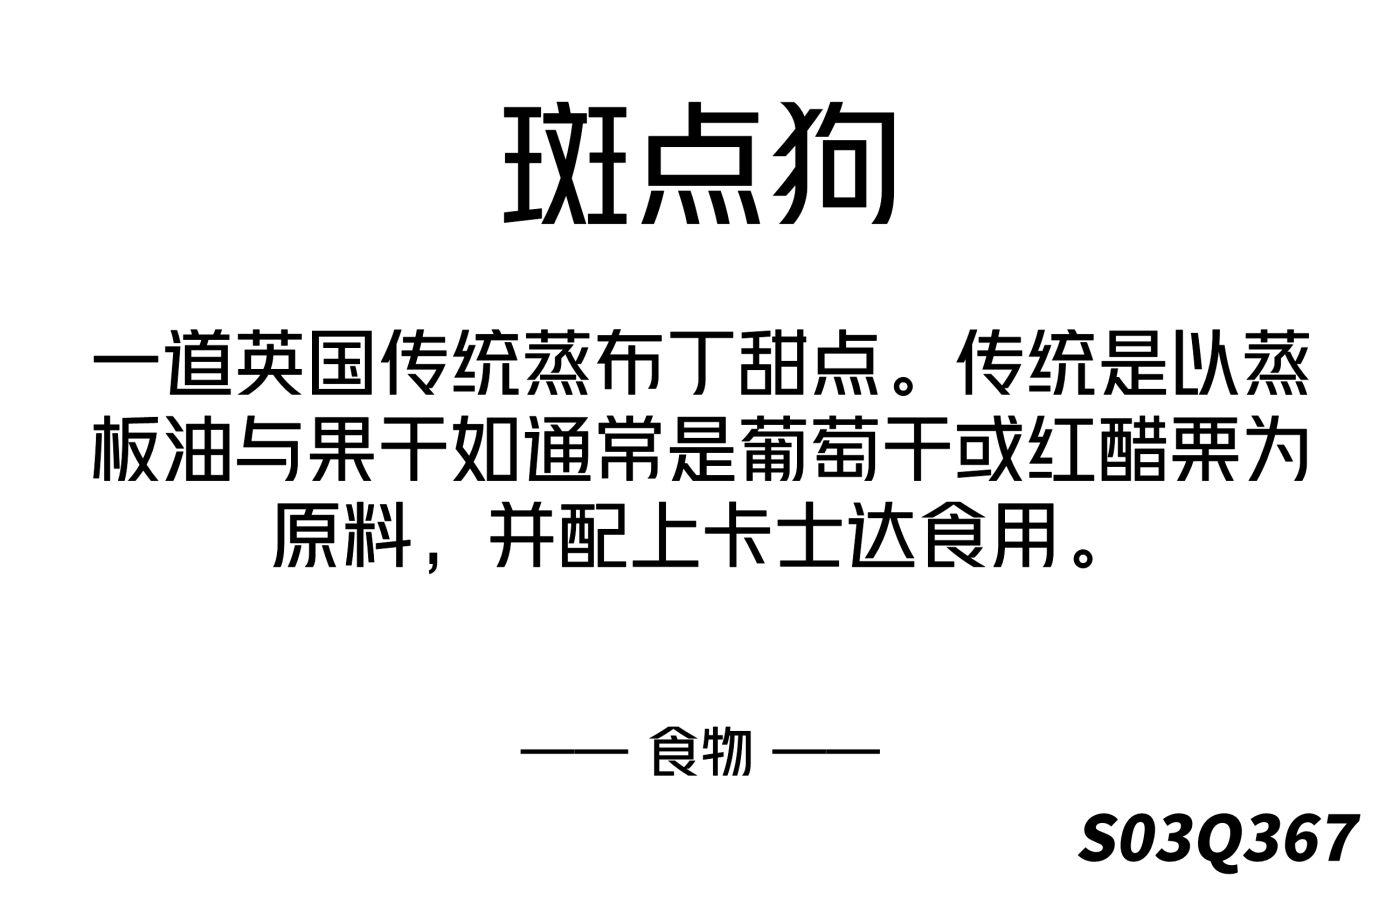 斑点狗
一道英国传统蒸布丁甜点。传统是以蒸
板油与果干如通常是葡萄干或红醋栗为
原料，并配上卡士达食用。
—— 食物 ——
S03Q367